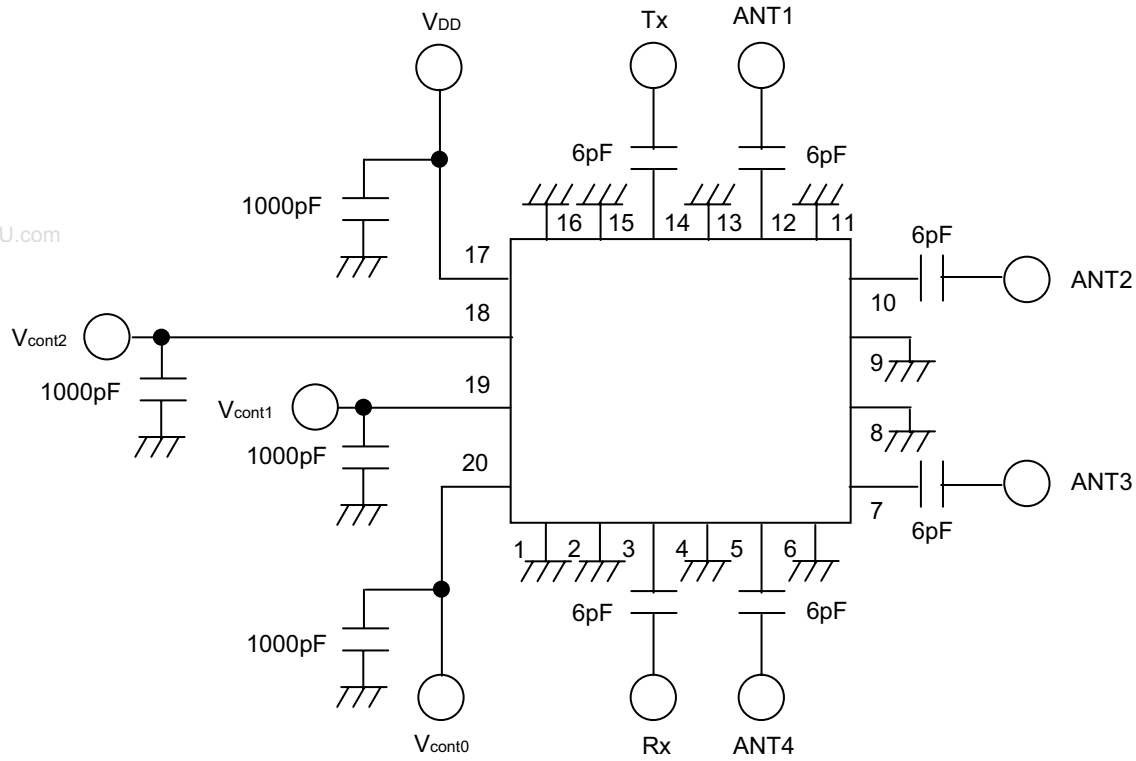 VDD
Tx
ANT1
6pF
6pF
1000pF
16
15
14
13
12
11
U.com
6pF
17
ANT2
10
18
Vcont2
9
1000pF
19
Vcont1
8
1000pF
20
ANT3
7
6pF
1
2
3
4
5
6
6pF
6pF
1000pF
Vcont0
Rx
ANT4